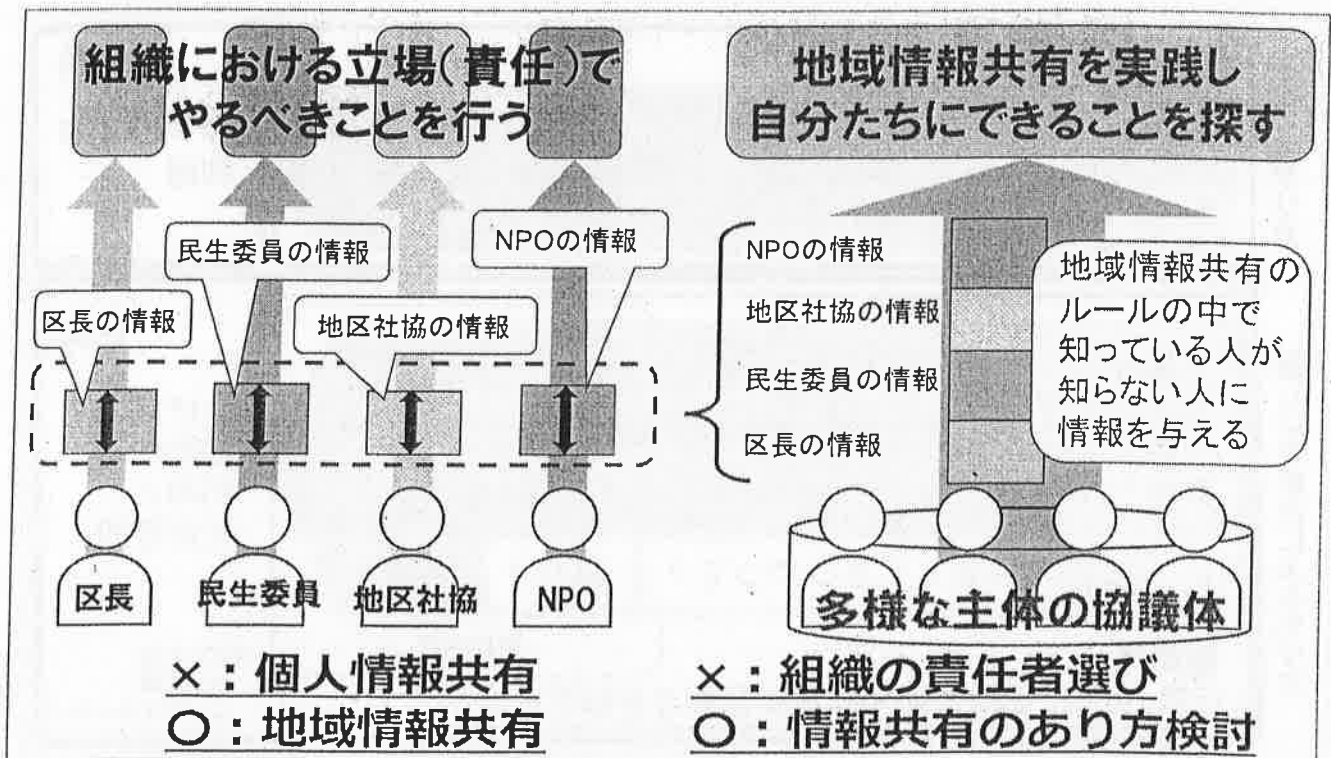 組織における立場(責任)で
やるべきことを行う
区長の情報
民生委員の情報
地区社協の情報
NPOの情報
区長
民生委員
地区社協
NPO
×：個人情報共有
○：地域情報共有
地域情報共有を実践し
自分たちにできることを探す
NPOの情報
地区社協の情報
民生委員の情報
区長の情報
地域情報共有の
ルールの中で
知っている人が
知らない人に
情報を与える
多様な主体の協議体
×：組織の責任者選び
○：情報共有のあり方検討